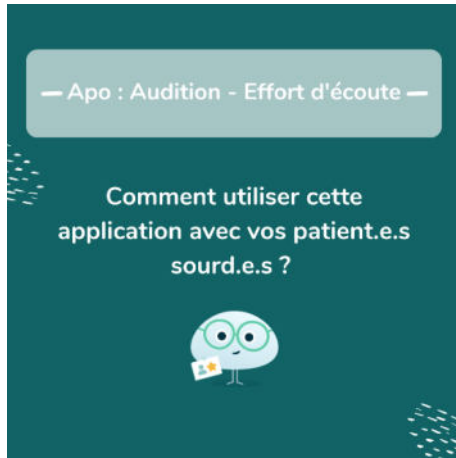 Apo : Audition - Effort d'écoute
Comment utiliser cette
application avec vos patient.e.s
sourd.e.s ?